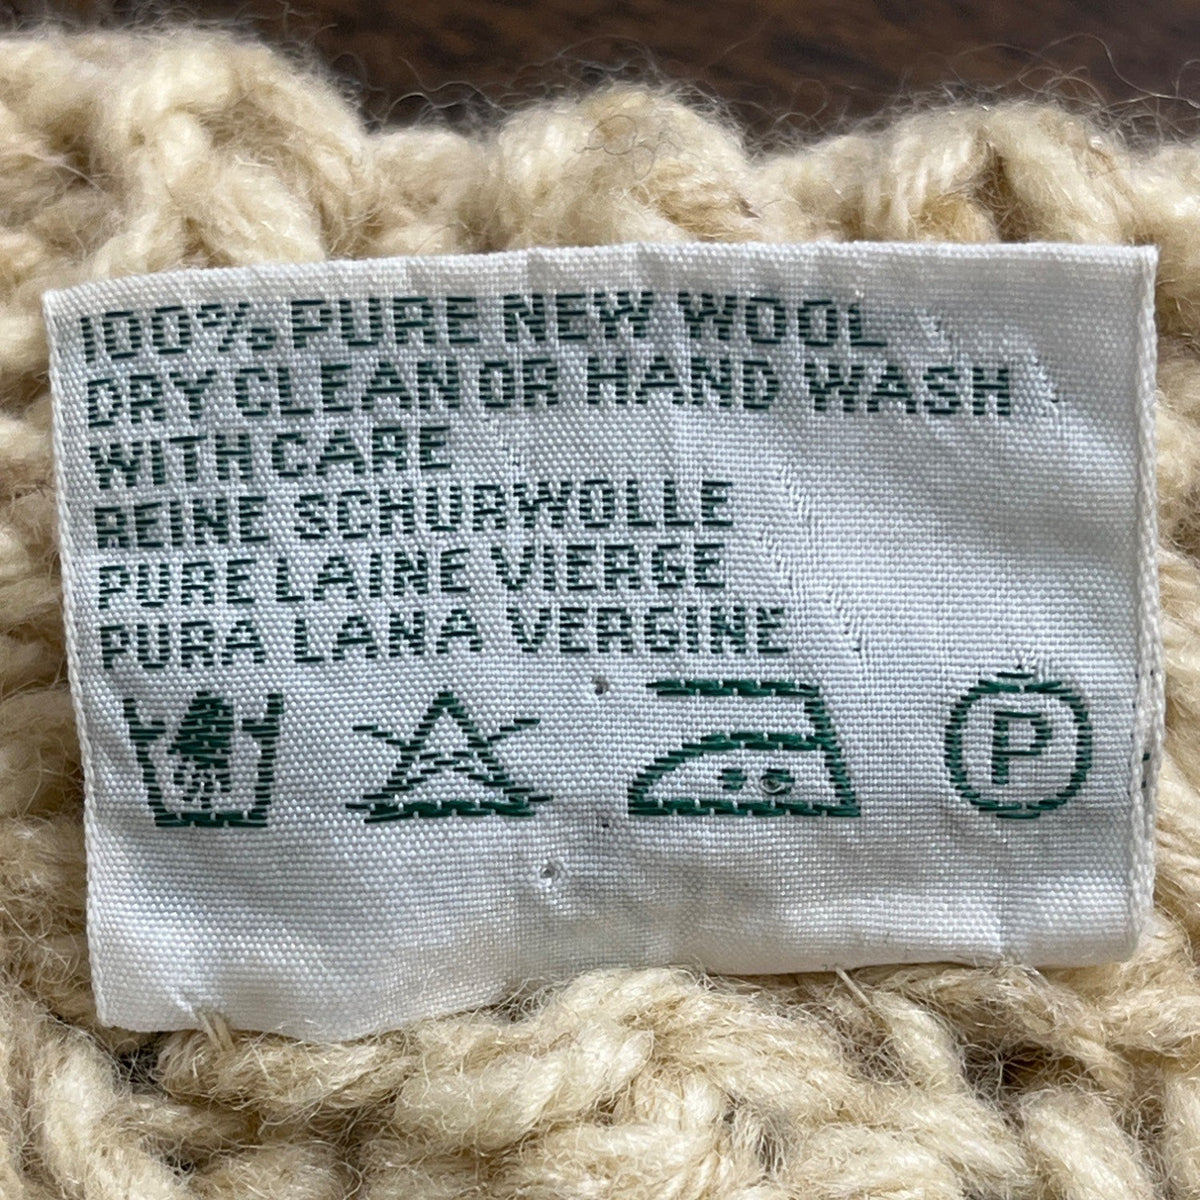 100% PURE NEW WOOL
DRY CLEAN OR HAND WASH
WITH CARE
REINE SCHURWOLLE
PURE LAINE VIERGE
PURA LANA VERGINE
P